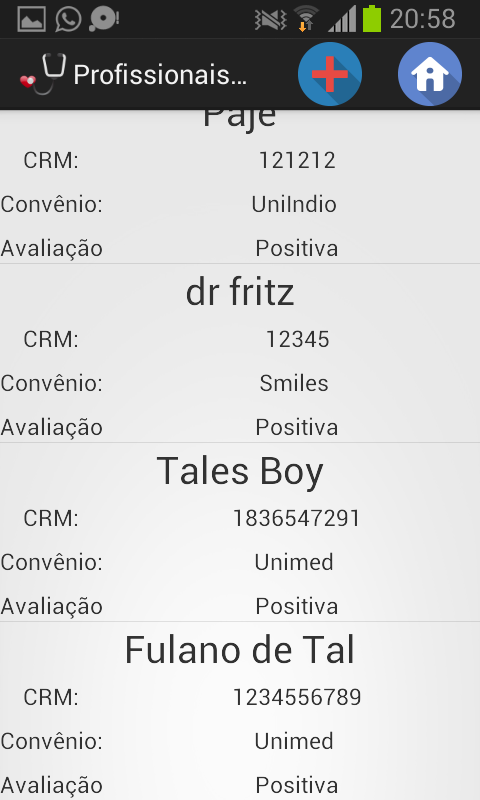 20:58
Profissionais...
Paje
CRM: 121212
Convênio: UniIndio
Avaliação Positiva
dr fritz
CRM: 12345
Convênio: Smiles
Avaliação Positiva
Tales Boy
CRM: 1836547291
Convênio: Unimed
Avaliação Positiva
Fulano de Tal
CRM: 1234556789
Convênio: Unimed
Avaliação Positiva